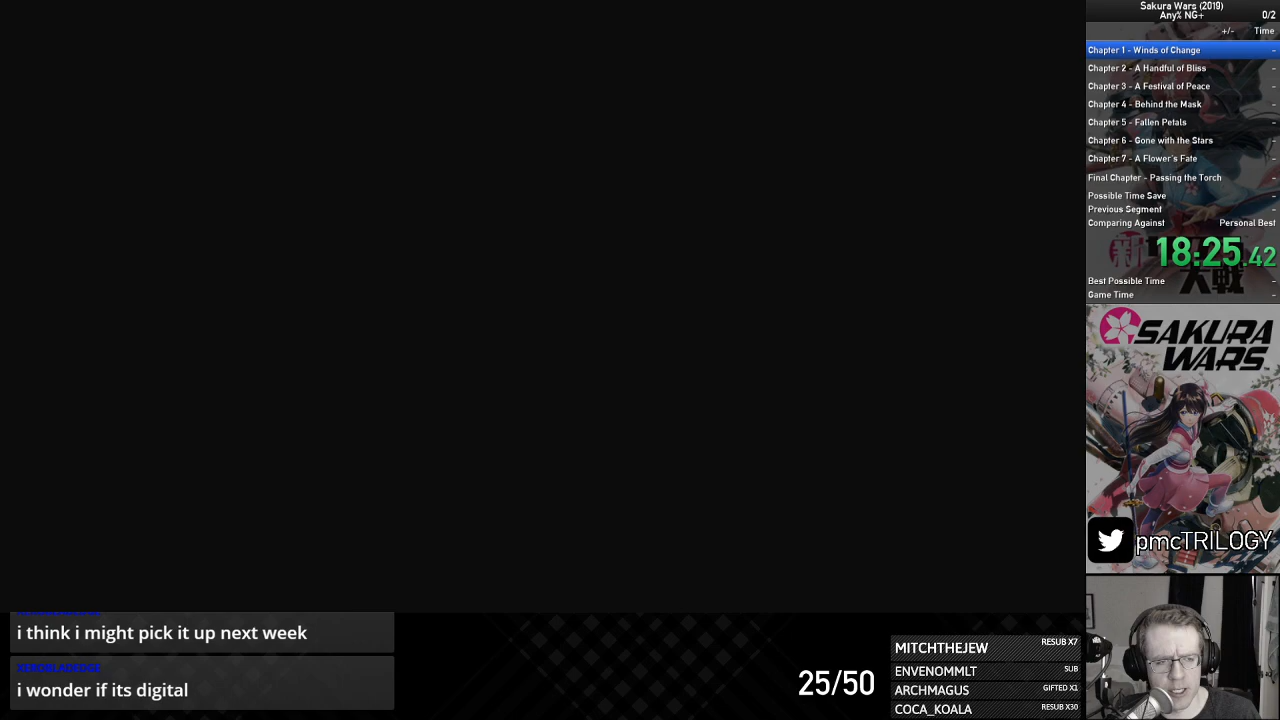 Sakura Wars (2019)
Any% NG+ 0/2
+/- Time
Chapter 1 - Winds of Change -
Chapter 2 - A Handful of Bliss -
Chapter 3 - A Festival of Peace -
Chapter 4 - Behind the Mask -
Chapter 5 - Fallen Petals -
Chapter 6 - Gone with the Stars -
Chapter 7 - A Flower's Fate -
Final Chapter - Passing the Torch -
Possible Time Save -
Previous Segment -
Comparing Against Personal Best
新
18:25.42
大戦
Best Possible Time -
Game Time -
SAKURA
WARS
pmcTRILOGY
i think i might pick it up next week
XEROBLADEDGE
i wonder if its digital
25/50
MITCHTHEJEW RESUB X7
ENVENOMMLT SUB
ARCHMAGUS GIFTED X1
COCA_KOALA RESUB X30